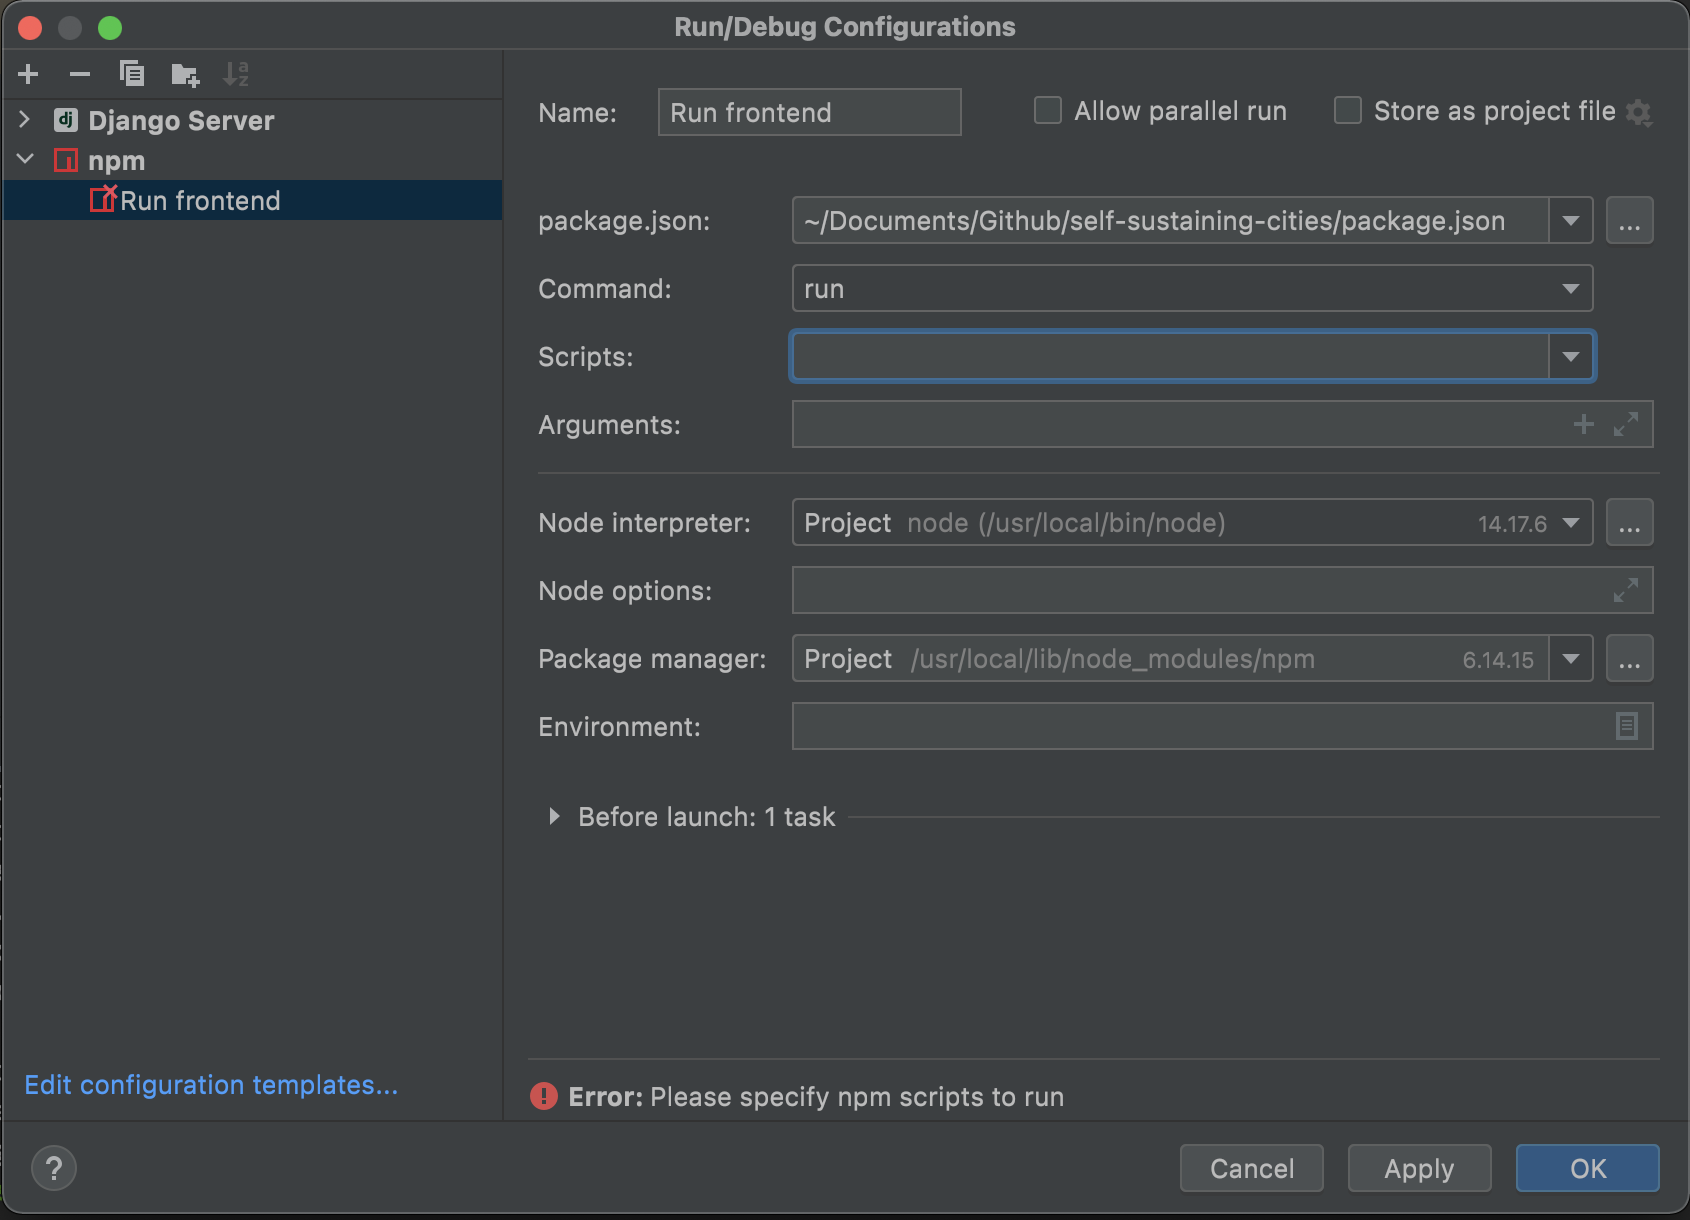 Run/Debug Configurations
Django Server
npm
Run frontend
Name: Run frontend Allow parallel run Store as project file
package.json: ~/Documents/Github/self-sustaining-cities/package.json ...
Command: run
Scripts:
Arguments:
Node interpreter: Project node (/usr/local/bin/node) 14.17.6 ...
Node options:
Package manager: Project /usr/local/lib/node_modules/npm 6.14.15 ...
Environment:
Before launch: 1 task
Edit configuration templates...
Error: Please specify npm scripts to run
? Cancel Apply OK